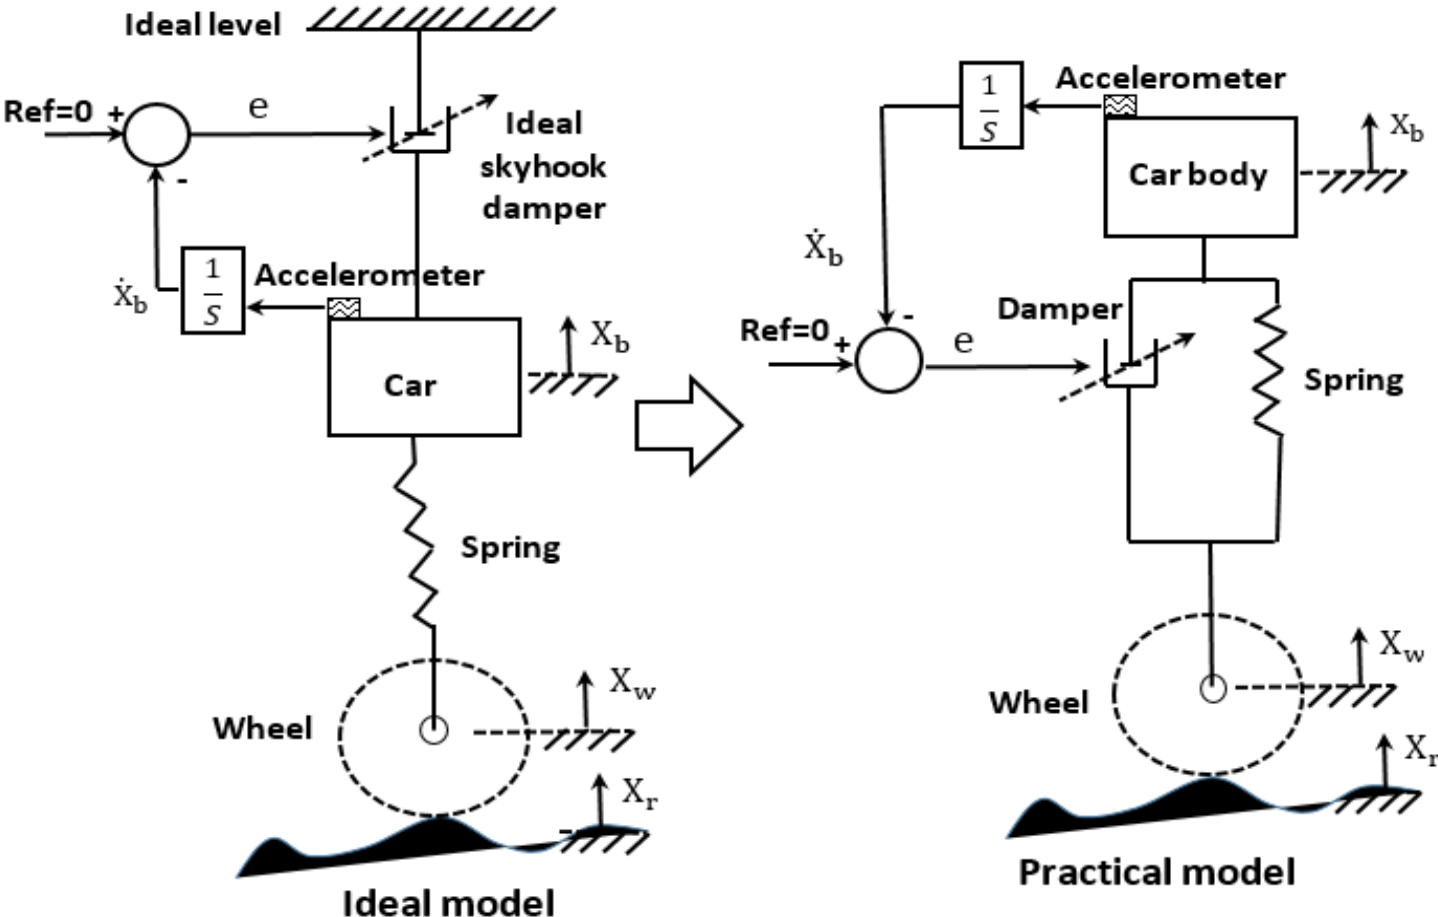 Ideal level
Ref=0 +
e
-
Ideal
skyhook
damper
1
S
Accelerometer
Ẋb
Car
Xb
Spring
Wheel
Xw
Xr
Ideal model
1
S
Accelerometer
Car body
Xb
Ẋb
Damper
-
Ref=0 +
e
Spring
Wheel
Xw
Xr
Practical model